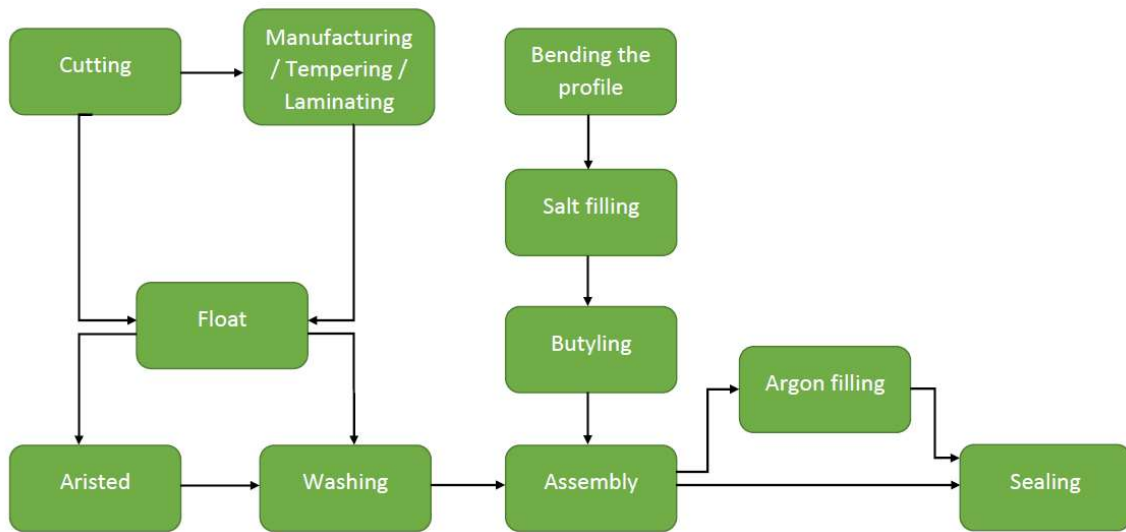 Cutting
Manufacturing
/ Tempering /
Laminating
Bending the
profile
Salt filling
Float
Butyling
Argon filling
Aristed
Washing
Assembly
Sealing